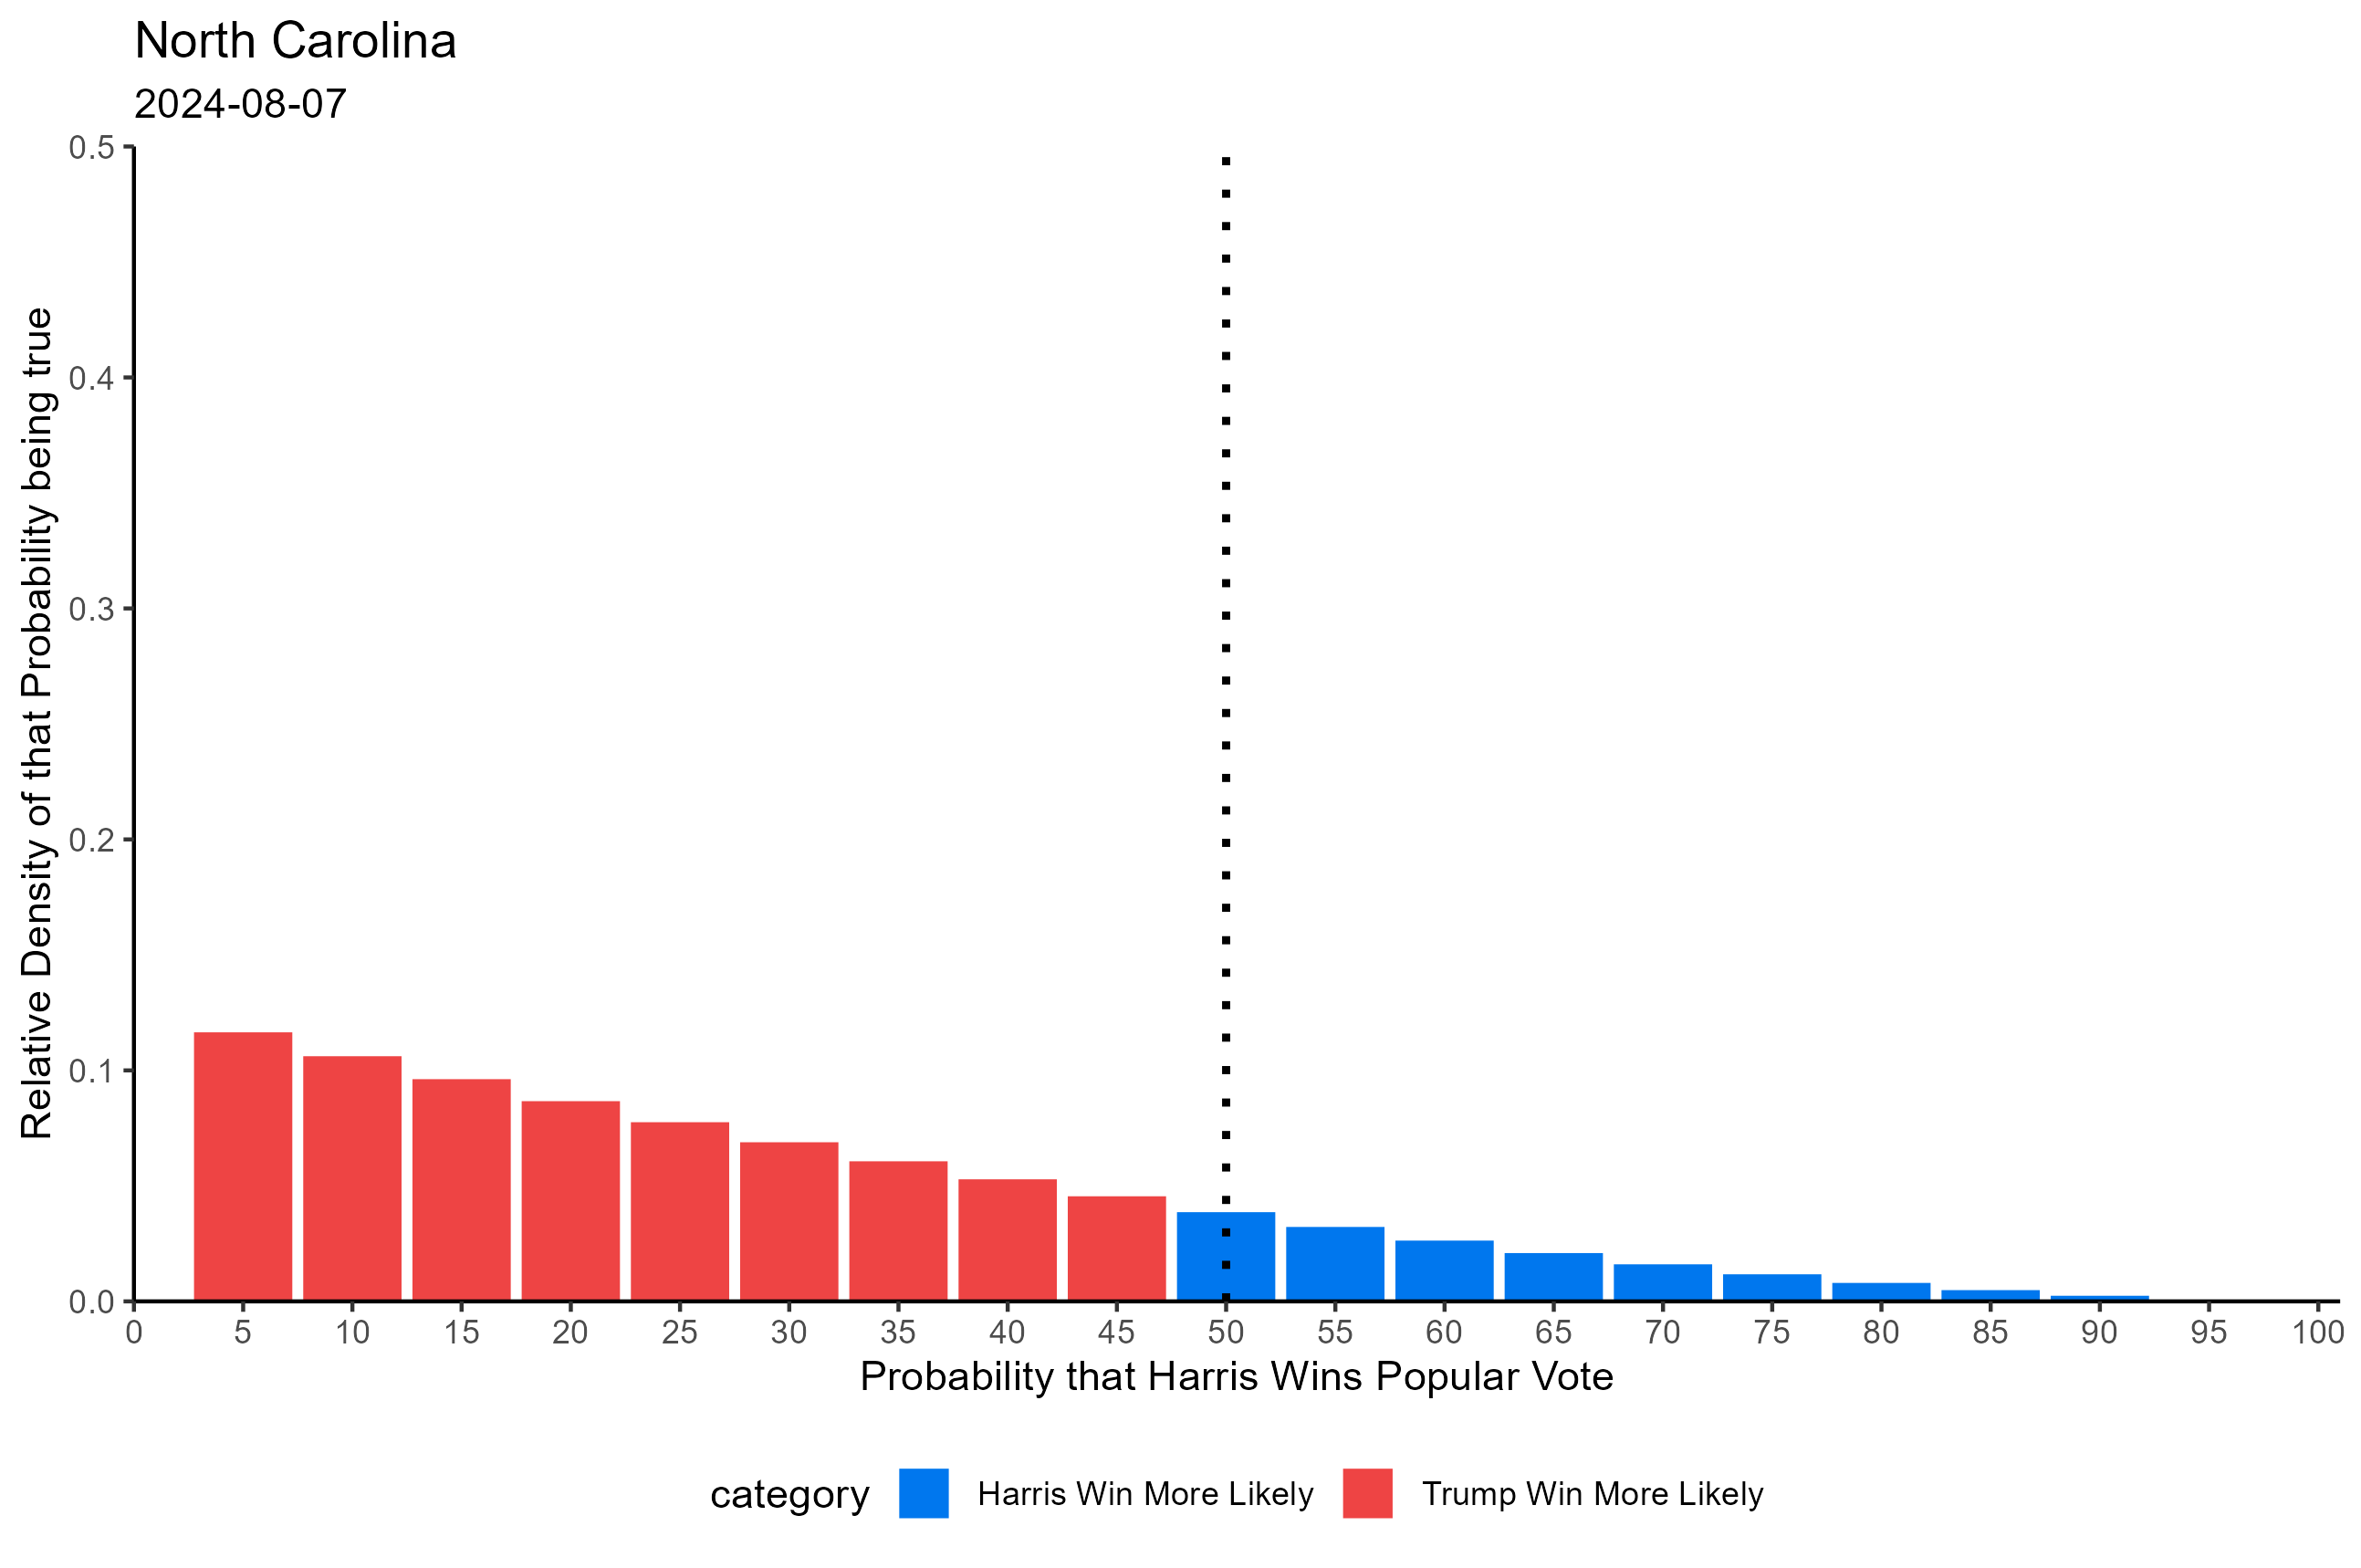 North Carolina
2024-08-07
Relative Density of that Probability being true
0.5
0.4
0.3
0.2
0.1
0.0
0 5 10 15 20 25 30 35 40 45 50 55 60 65 70 75 80 85 90 95 100
Probability that Harris Wins Popular Vote
category Harris Win More Likely Trump Win More Likely